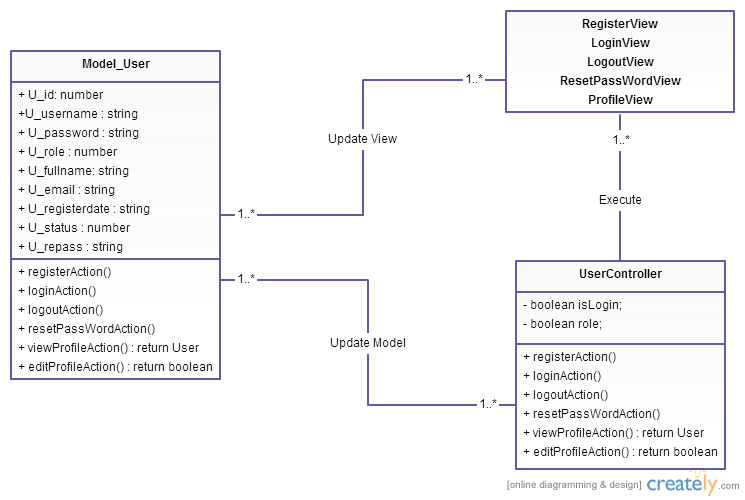 Model_User
+ U_id: number
+U_username : string
+ U_password : string
+ U_role : number
+ U_fullname: string
+ U_email : string
+ U_registerdate : string
+ U_status : number
+ U_repass : string
+ registerAction()
+ loginAction()
+ logoutAction()
+ resetPassWordAction()
+ viewProfileAction() : return User
+ editProfileAction() : return boolean
1..*
Update View
1..*
RegisterView
LoginView
LogoutView
ResetPassWordView
ProfileView
1..*
Execute
1..*
Update Model
1..*
UserController
- boolean isLogin;
- boolean role;
+ registerAction()
+ loginAction()
+ logoutAction()
+ resetPassWordAction()
+ viewProfileAction() : return User
+ editProfileAction() : return boolean
[online diagramming & design] creately.com